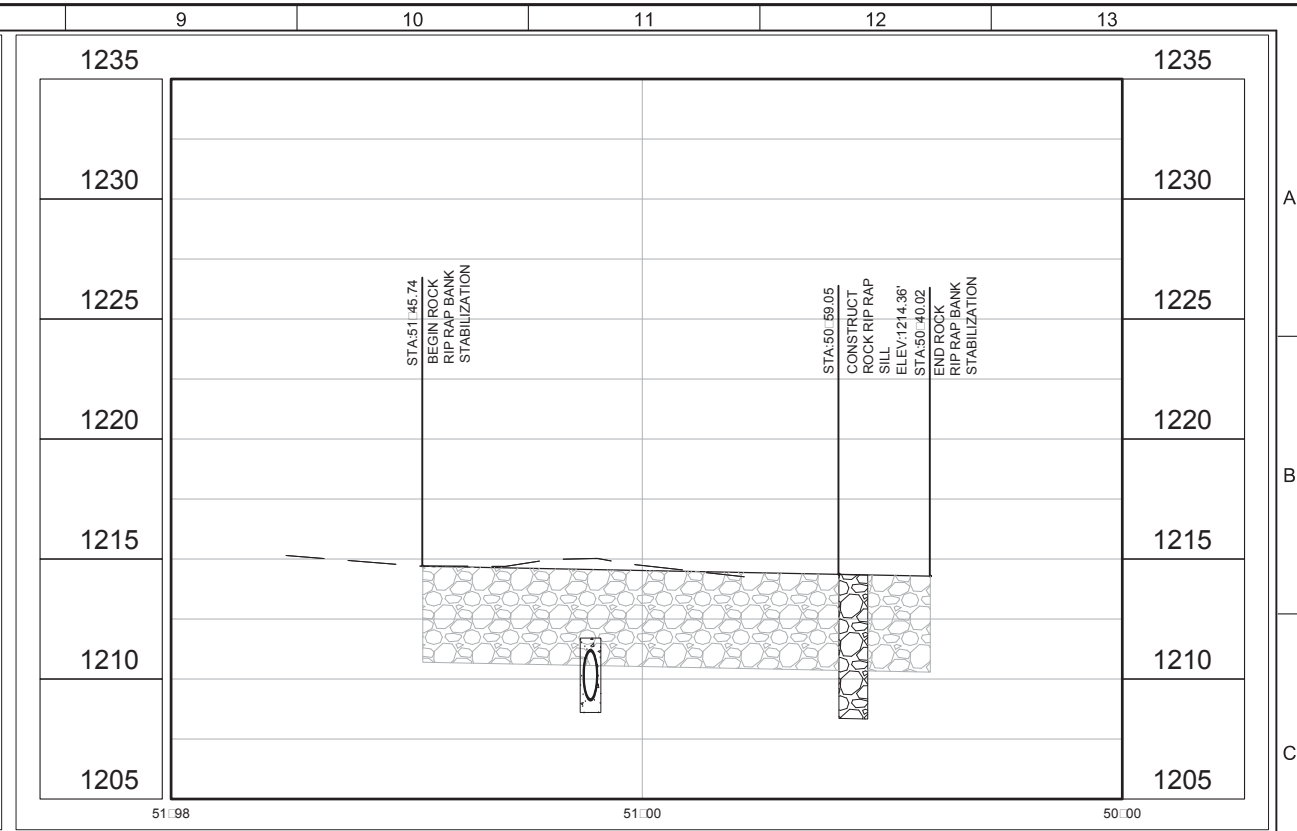 9 10 11 12 13
1235 1235
1230 1230
A
1225 1225
STA:51□45.74
BEGIN ROCK
RIP RAP BANK
STABILIZATION
STA:50□59.05
CONSTRUCT
ROCK RIP RAP
SILL
ELEV:1214.36'
STA:50□40.02
END ROCK
RIP RAP BANK
STABILIZATION
1220 1220
B
1215 1215
1210 1210
C
1205 1205
51□98 51□00 50□00